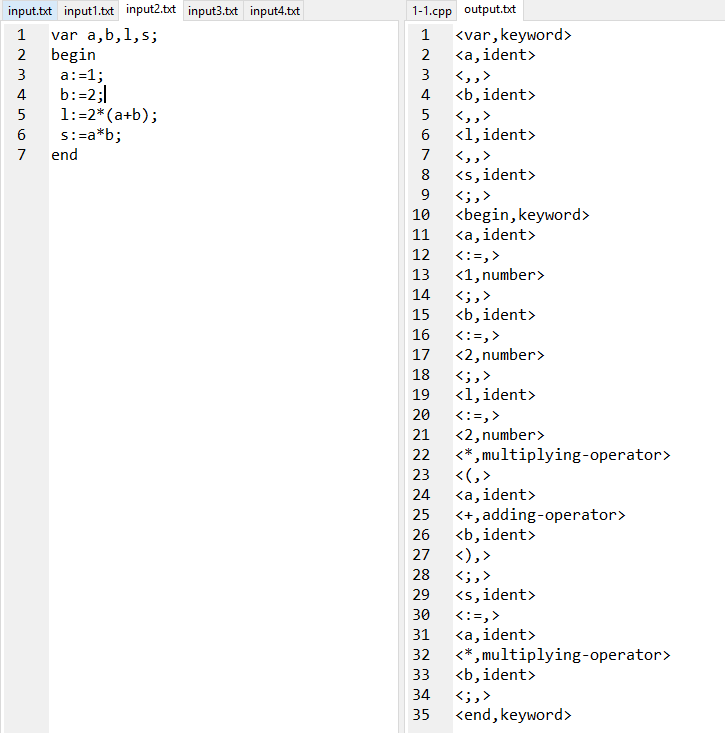 input.txt input1.txt input2.txt input3.txt input4.txt
1 var a,b,l,s;
2 begin
3  a:=1;
4  b:=2;
5  l:=2*(a+b);
6  s:=a*b;
7 end
1-1.cpp output.txt
1 <var,keyword>
2 <a,ident>
3 <,,>
4 <b,ident>
5 <,,>
6 <l,ident>
7 <,,>
8 <s,ident>
9 <;,>
10 <begin,keyword>
11 <a,ident>
12 <:=,>
13 <1,number>
14 <;,>
15 <b,ident>
16 <:=,>
17 <2,number>
18 <;,>
19 <l,ident>
20 <:=,>
21 <2,number>
22 <*,multiplying-operator>
23 <(,>
24 <a,ident>
25 <+,adding-operator>
26 <b,ident>
27 <),>
28 <;,>
29 <s,ident>
30 <:=,>
31 <a,ident>
32 <*,multiplying-operator>
33 <b,ident>
34 <;,>
35 <end,keyword>